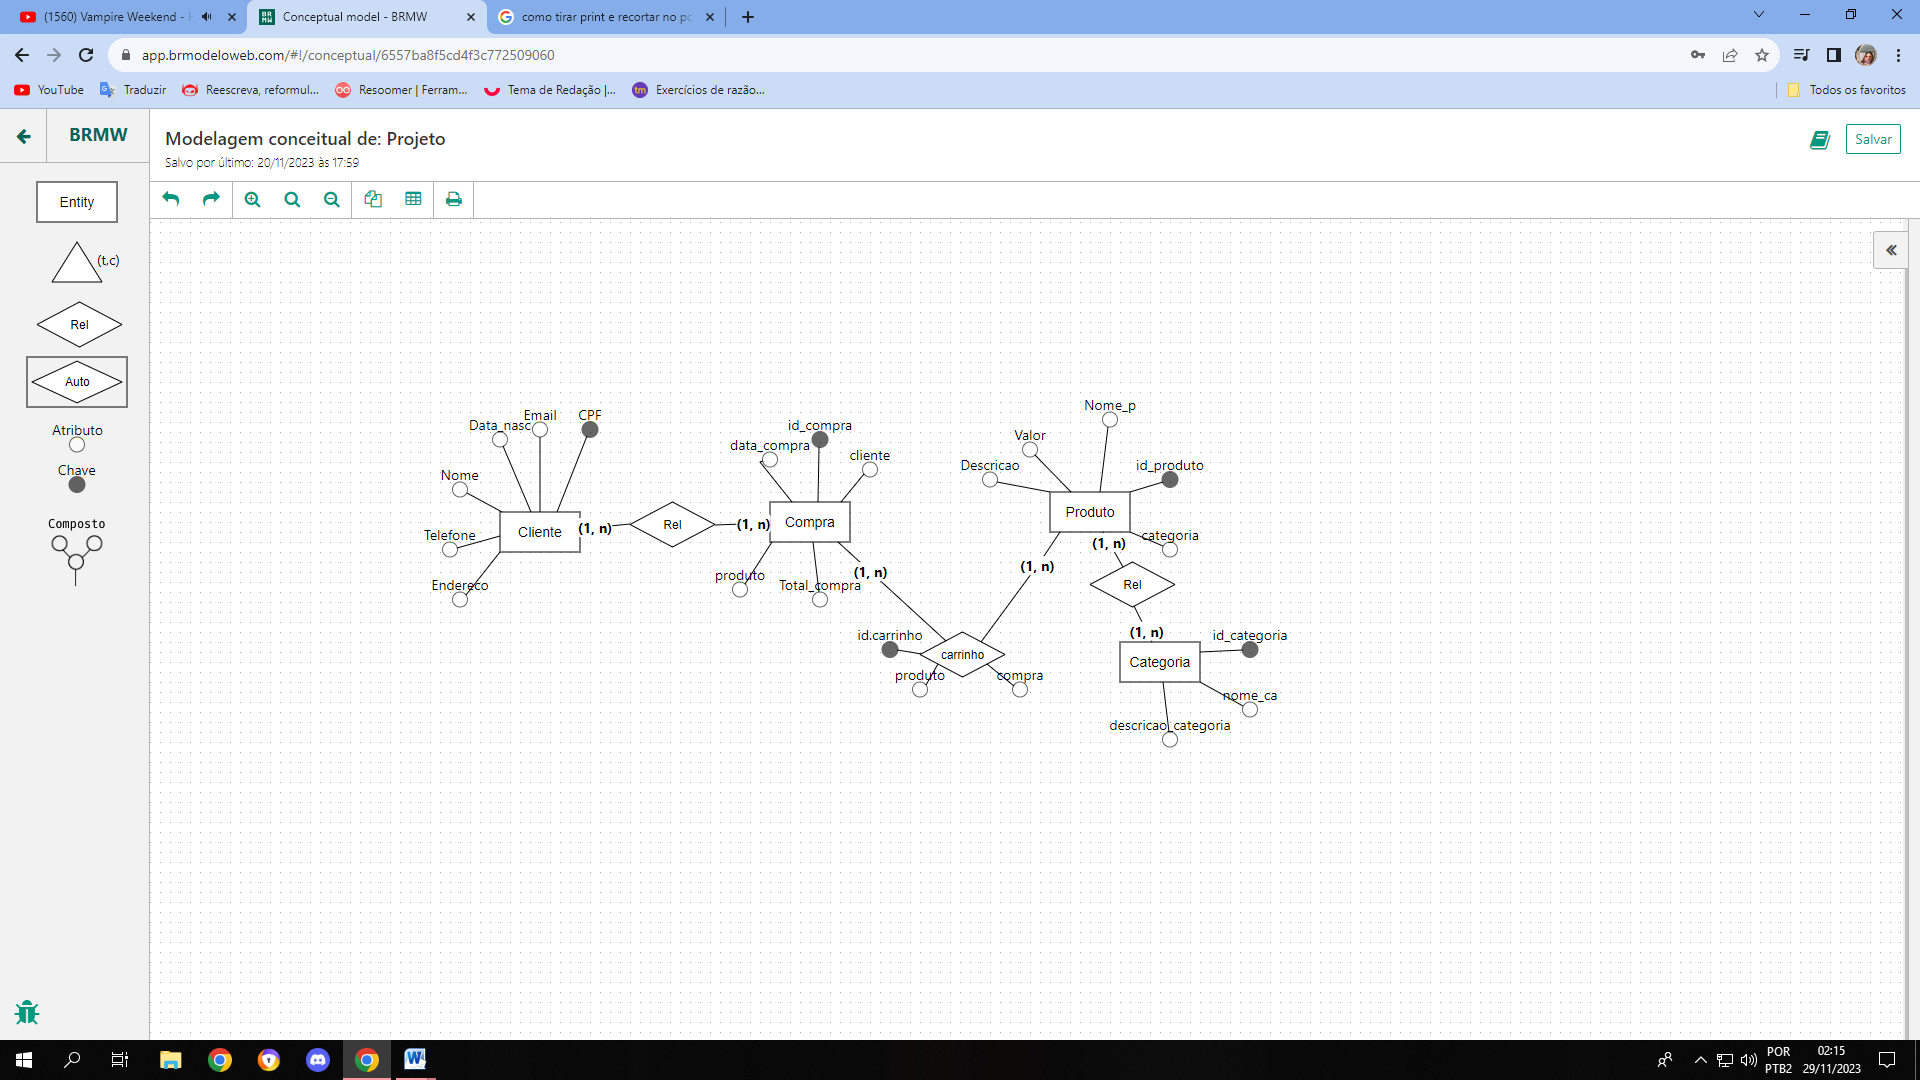 (1560) Vampire Weekend -
Conceptual model - BRMW
como tirar print e recortar no pc
app.brmodeloweb.com/#!/conceptual/6557ba8f5cd4f3c772509060
YouTube
Traduzir
Reescreva, reformul...
Resoomer | Ferram...
Tema de Redação |...
Exercícios de razão...
Todos os favoritos
BRMW
Modelagem conceitual de: Projeto
Salvo por último: 20/11/2023 às 17:59
Salvar
Entity
(t,c)
Rel
Auto
Atributo
Chave
Composto
Nome_p
Email
CPF
Data_nasc
id_compra
Valor
data_compra
cliente
Descricao
id_produto
Nome
Produto
Compra
Cliente
(1, n)
Rel
(1, n)
Telefone
categoria
(1, n)
(1, n)
(1, n)
produto
Total_compra
Endereco
Rel
(1, n)
id.carrinho
id_categoria
carrinho
Categoria
produto
compra
nome_ca
descricao_categoria
POR
PTB2
02:15
29/11/2023